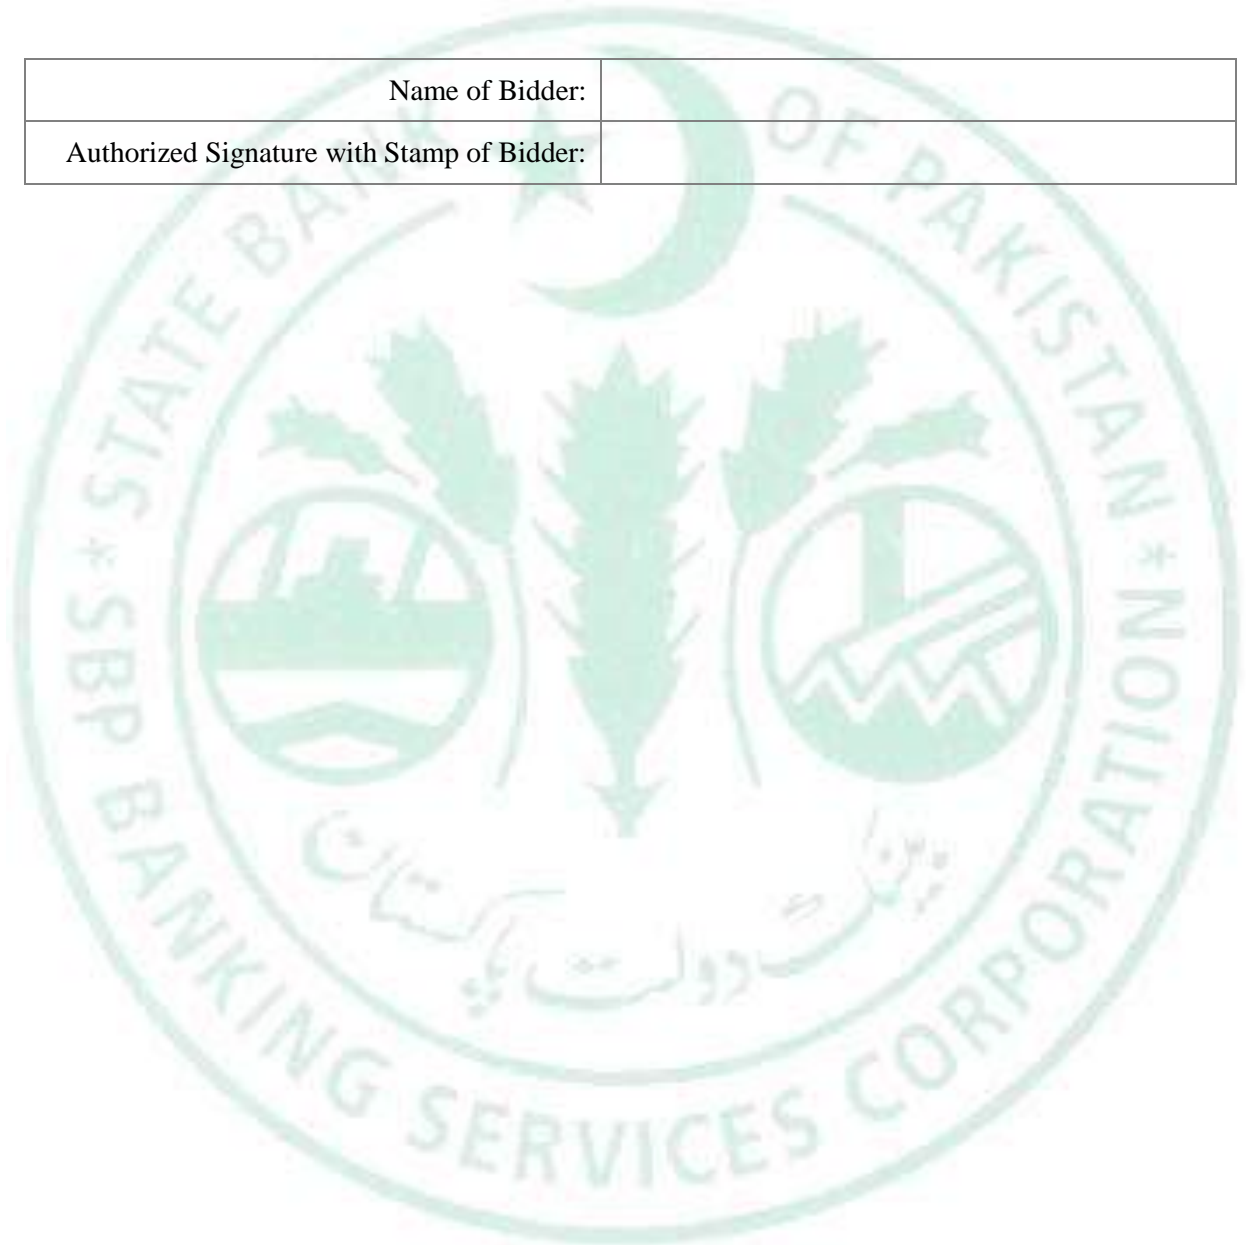 Name of Bidder:
Authorized Signature with Stamp of Bidder:
STATE BANK OF PAKISTAN
* SBP BANKING SERVICES CORPORATION *
بینک دولت پاکستان